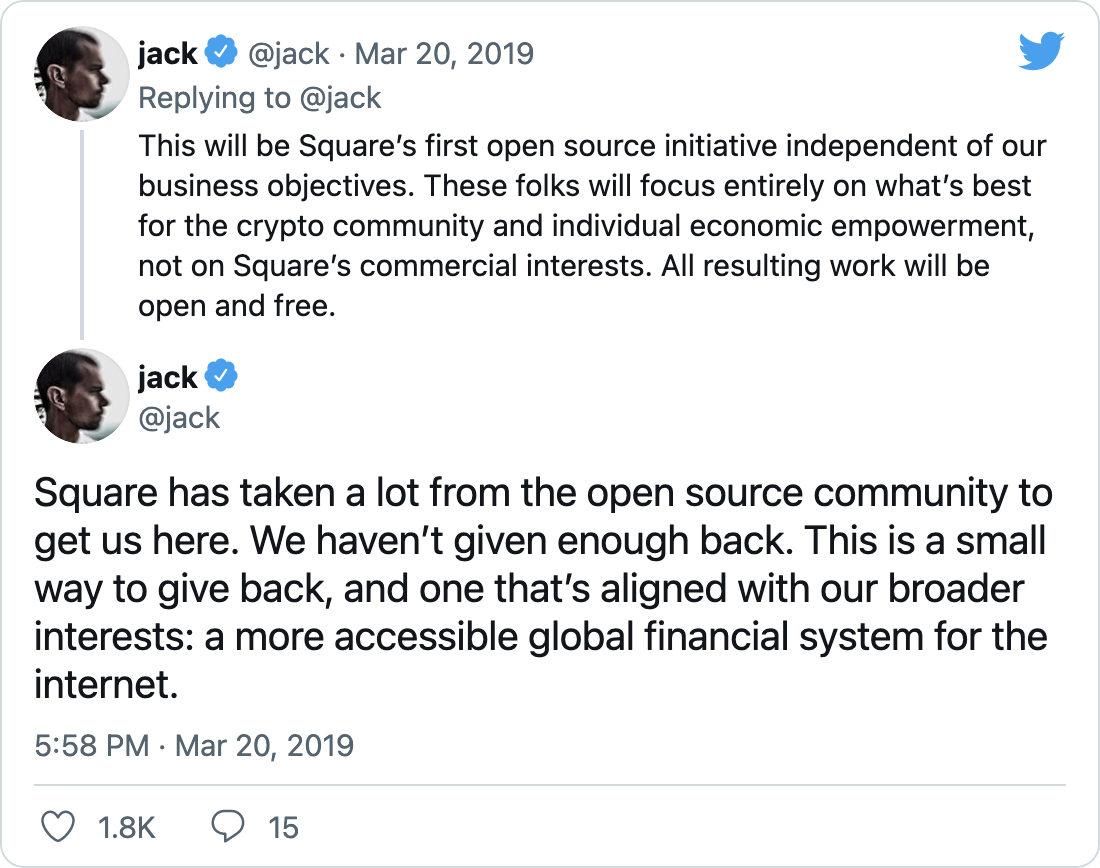 jack @jack · Mar 20, 2019
Replying to @jack
This will be Square’s first open source initiative independent of our
business objectives. These folks will focus entirely on what’s best
for the crypto community and individual economic empowerment,
not on Square’s commercial interests. All resulting work will be
open and free.
jack
@jack
Square has taken a lot from the open source community to
get us here. We haven’t given enough back. This is a small
way to give back, and one that’s aligned with our broader
interests: a more accessible global financial system for the
internet.
5:58 PM · Mar 20, 2019
1.8K 15